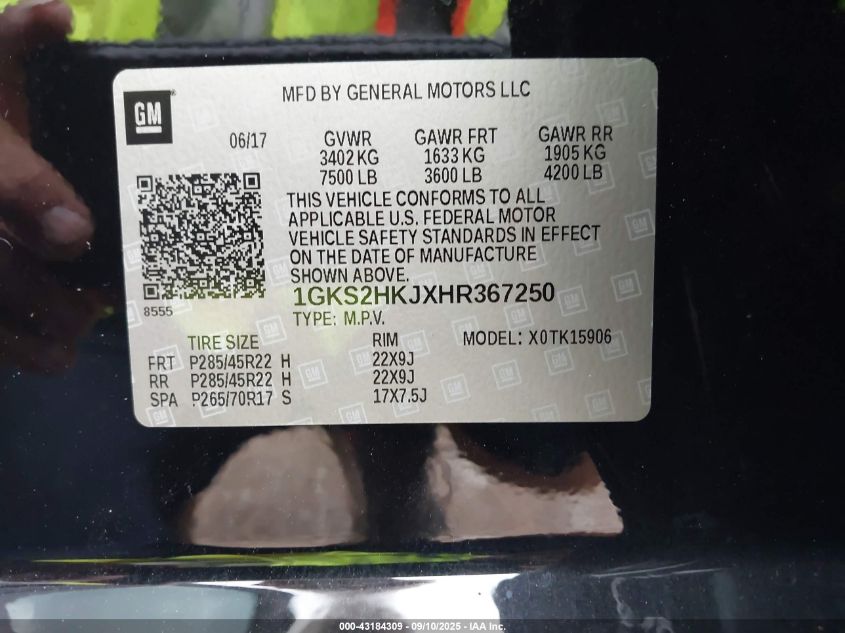 MFD BY GENERAL MOTORS LLC
GM
06/17 GVWR GAWR FRT GAWR RR
3402 KG 1633 KG 1905 KG
7500 LB 3600 LB 4200 LB
THIS VEHICLE CONFORMS TO ALL
APPLICABLE U.S. FEDERAL MOTOR
VEHICLE SAFETY STANDARDS IN EFFECT
ON THE DATE OF MANUFACTURE
SHOWN ABOVE.
1GKS2HKJXHR367250
8555
TYPE: M.P.V.
TIRE SIZE RIM MODEL: X0TK15906
FRT P285/45R22 H 22X9J
RR P285/45R22 H 22X9J
SPA P265/70R17 S 17X7.5J
000-43184309 - 09/10/2025 - IAA Inc.